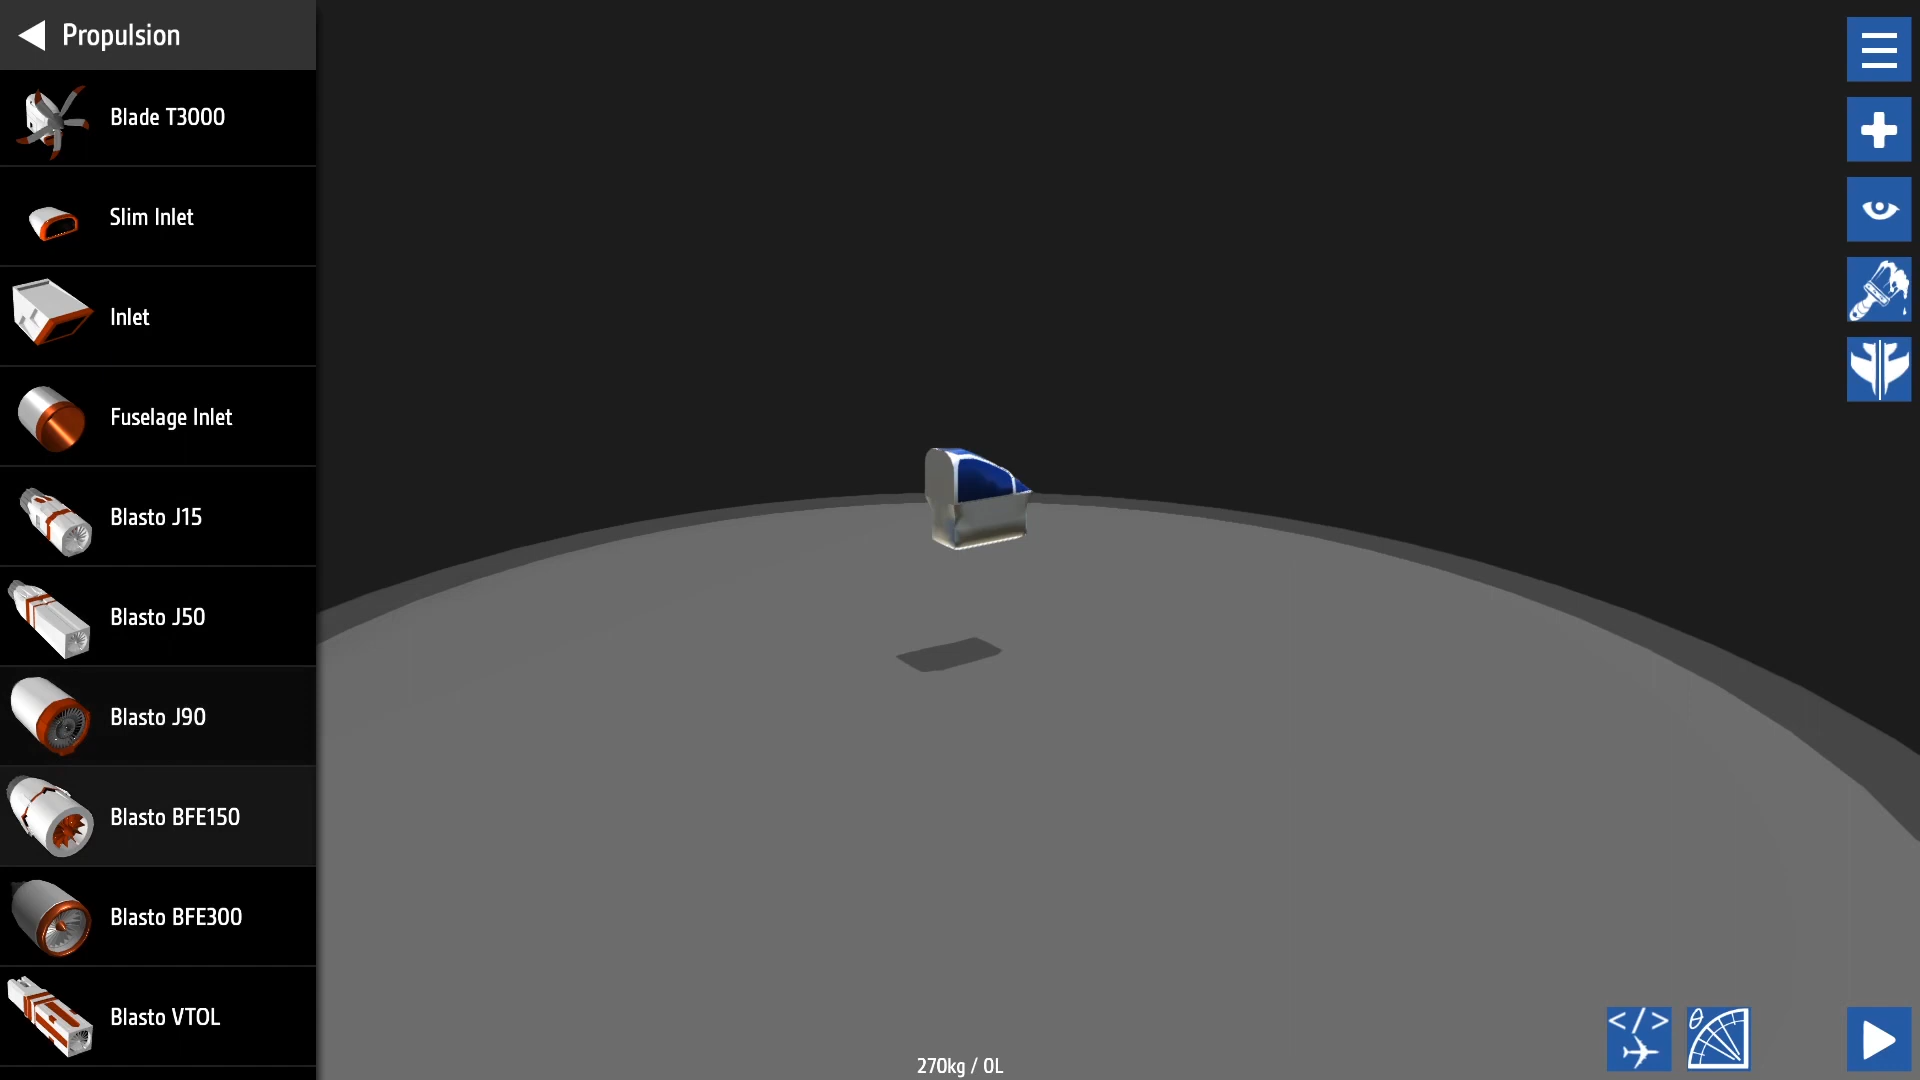 Propulsion
Blade T3000
Slim Inlet
Inlet
Fuselage Inlet
Blasto J15
Blasto J50
Blasto J90
Blasto BFE150
Blasto BFE300
Blasto VTOL
</>
θ
270kg / 0L